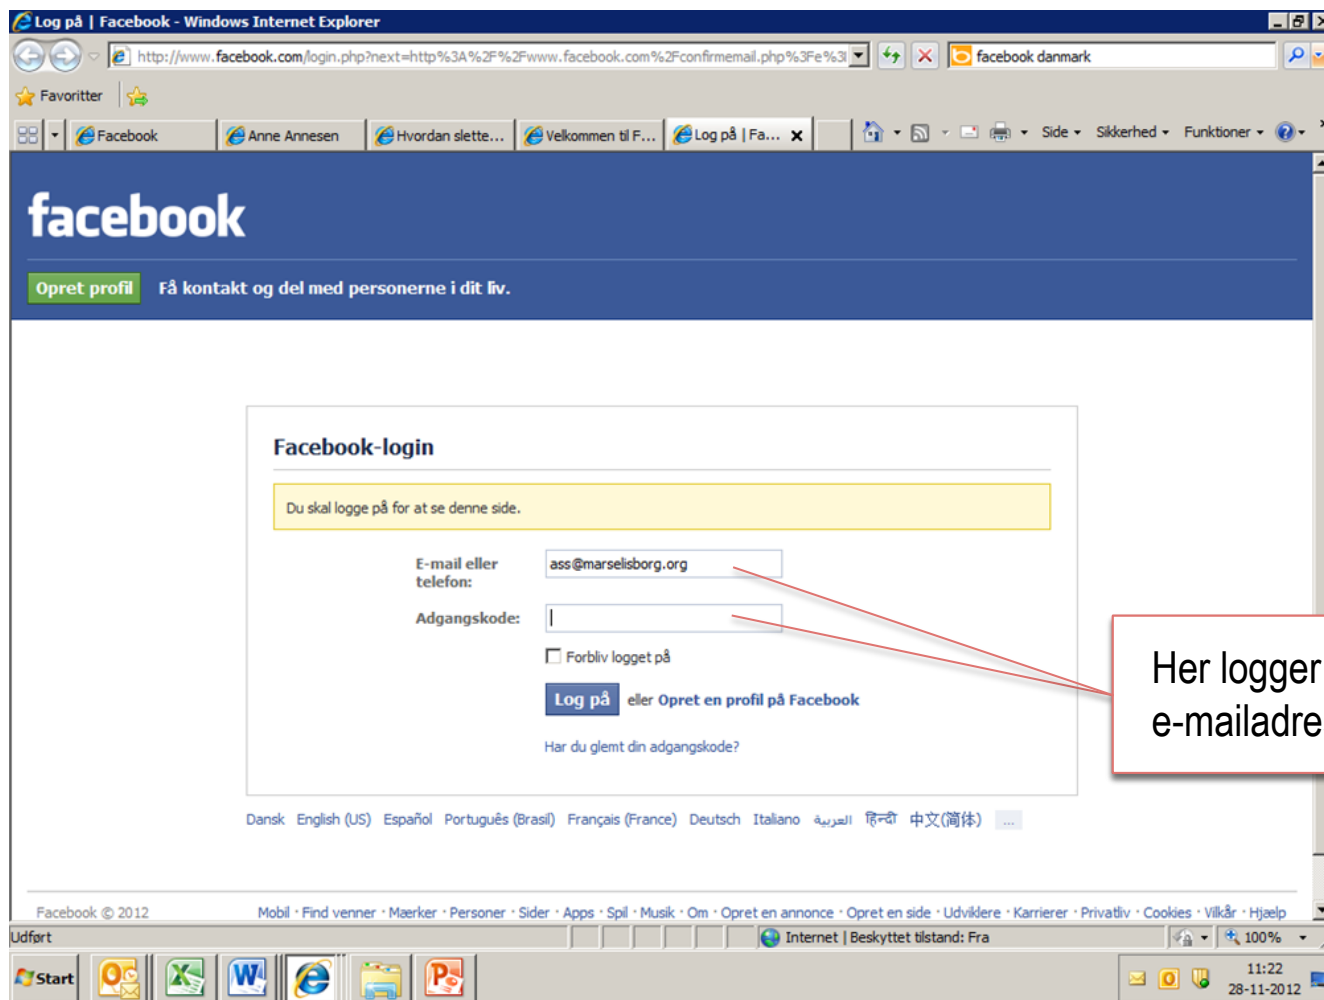 Log på | Facebook - Windows Internet Explorer
http://www.facebook.com/login.php?next=http%3A%2F%2Fwww.facebook.com%2Fconfirmemail.php%3Fe%3
facebook danmark
Favoritter
Facebook
Anne Annesen
Hvordan slette...
Velkommen til F...
Log på | Fa...
Side
Sikkerhed
Funktioner
facebook
Opret profil Få kontakt og del med personerne i dit liv.
Facebook-login
Du skal logge på for at se denne side.
E-mail eller
telefon:
ass@marselisborg.org
Adgangskode:
Forbliv logget på
Log på eller Opret en profil på Facebook
Har du glemt din adgangskode?
Her logger
e-mailadre
Dansk English (US) Español Português (Brasil) Français (France) Deutsch Italiano العربية हिन्दी 中文(简体) ...
Facebook © 2012 Mobil · Find venner · Mærker · Personer · Sider · Apps · Spil · Musik · Om · Opret en annonce · Opret en side · Udviklere · Karrierer · Privatliv · Cookies · Vilkår · Hjælp
Udført
Internet | Beskyttet tilstand: Fra
100%
Start
11:22
28-11-2012